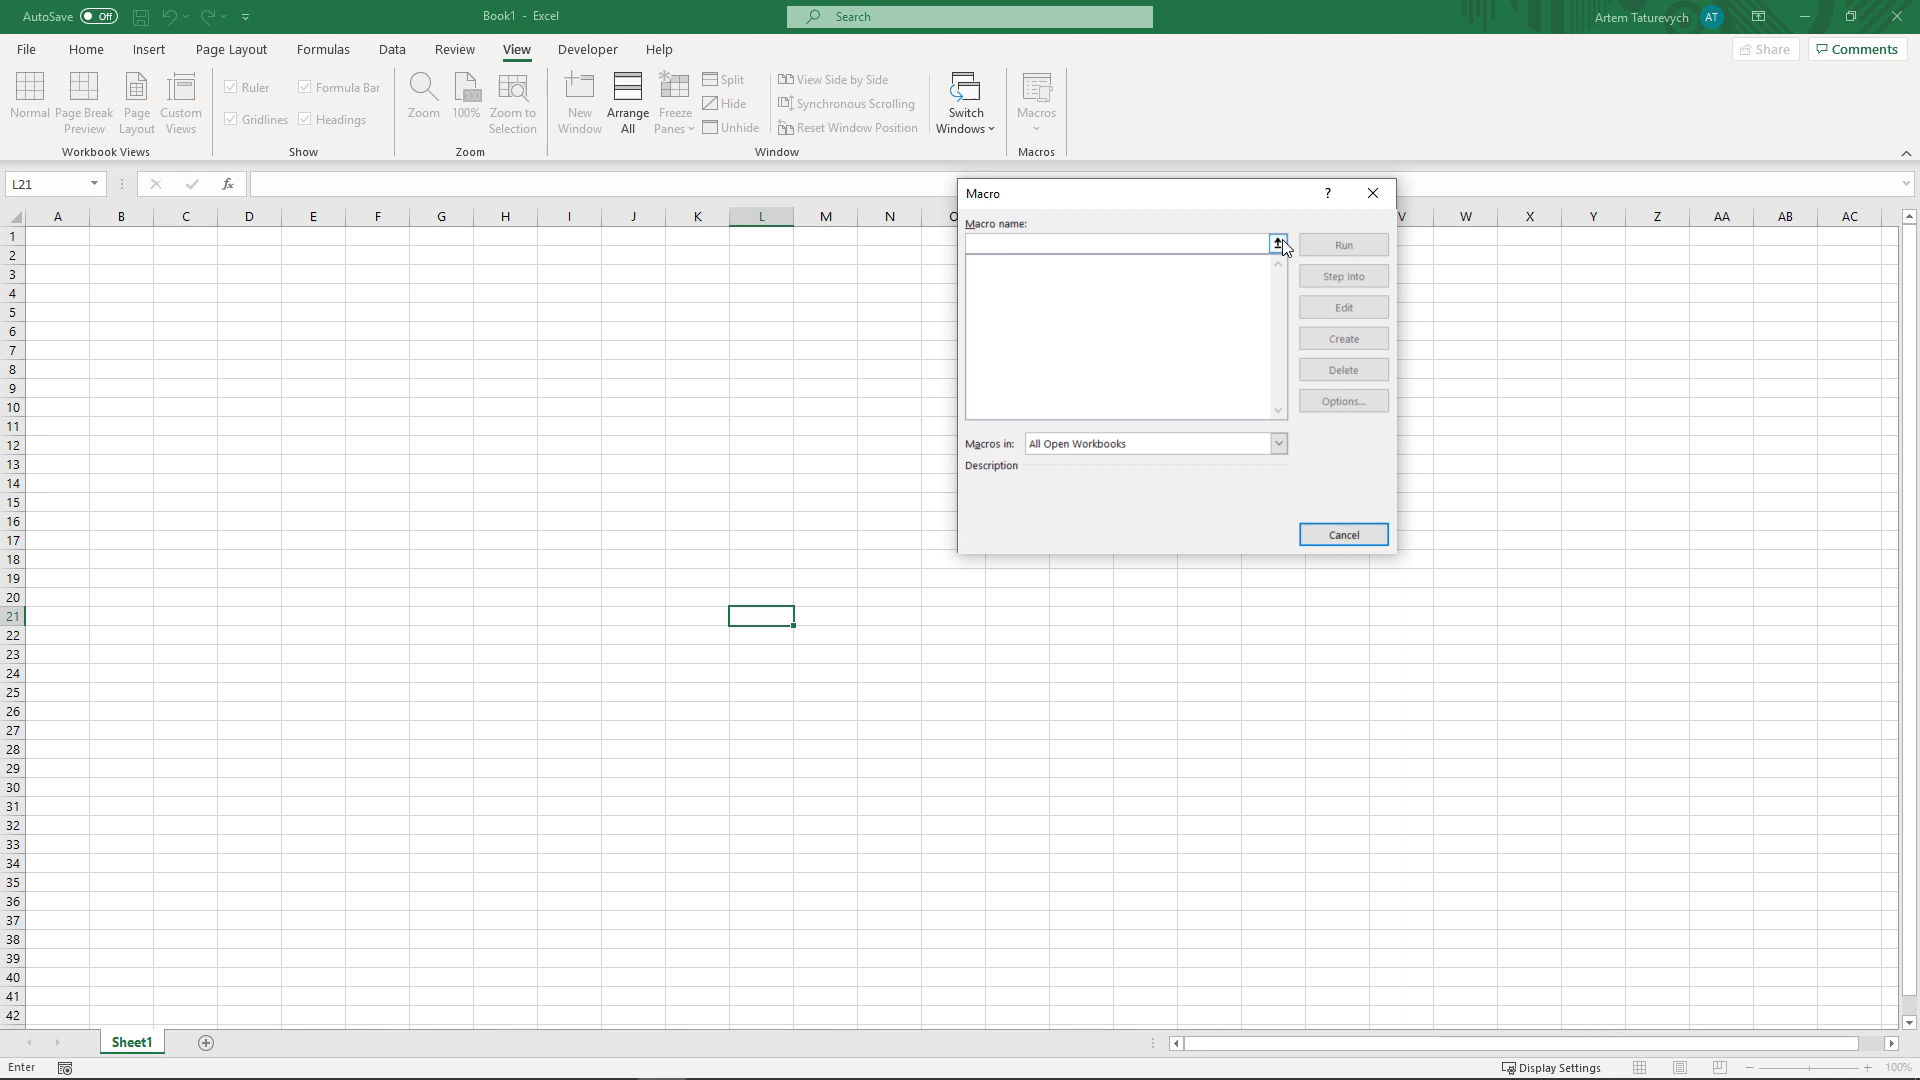 AutoSave Off
Book1 - Excel
Search
Artem Taturevych AT
File Home Insert Page Layout Formulas Data Review View Developer Help
Share Comments
Normal
Page Break Preview
Page Layout
Custom Views
Workbook Views
Ruler
Formula Bar
Gridlines
Headings
Show
Zoom
100
100%
Zoom to Selection
Zoom
New Window
Arrange All
Freeze Panes
Split
Hide
Unhide
View Side by Side
Synchronous Scrolling
Reset Window Position
Window
Switch Windows
Macros
Macros
L21
fx
Macro ?
Macro name:
Run
Step Into
Edit
Create
Delete
Options...
Macros in: All Open Workbooks
Description
Cancel
A B C D E F G H I J K L M N O V W X Y Z AA AB AC
1
2
3
4
5
6
7
8
9
10
11
12
13
14
15
16
17
18
19
20
21
22
23
24
25
26
27
28
29
30
31
32
33
34
35
36
37
38
39
40
41
42
Sheet1
Enter
Display Settings
100%